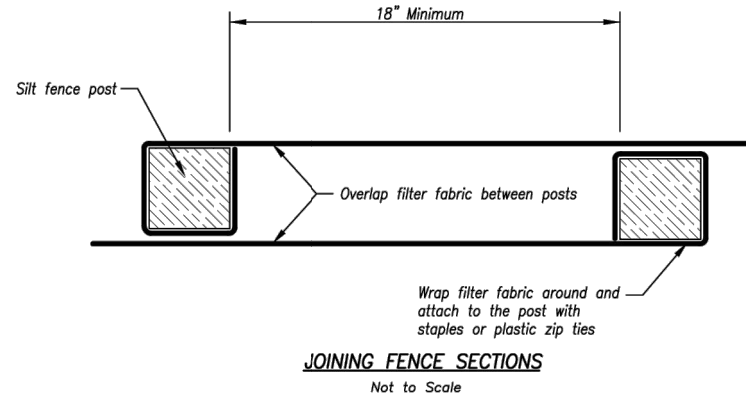 18" Minimum
Silt fence post
Overlap filter fabric between posts
Wrap filter fabric around and
attach to the post with
staples or plastic zip ties
JOINING FENCE SECTIONS
Not to Scale